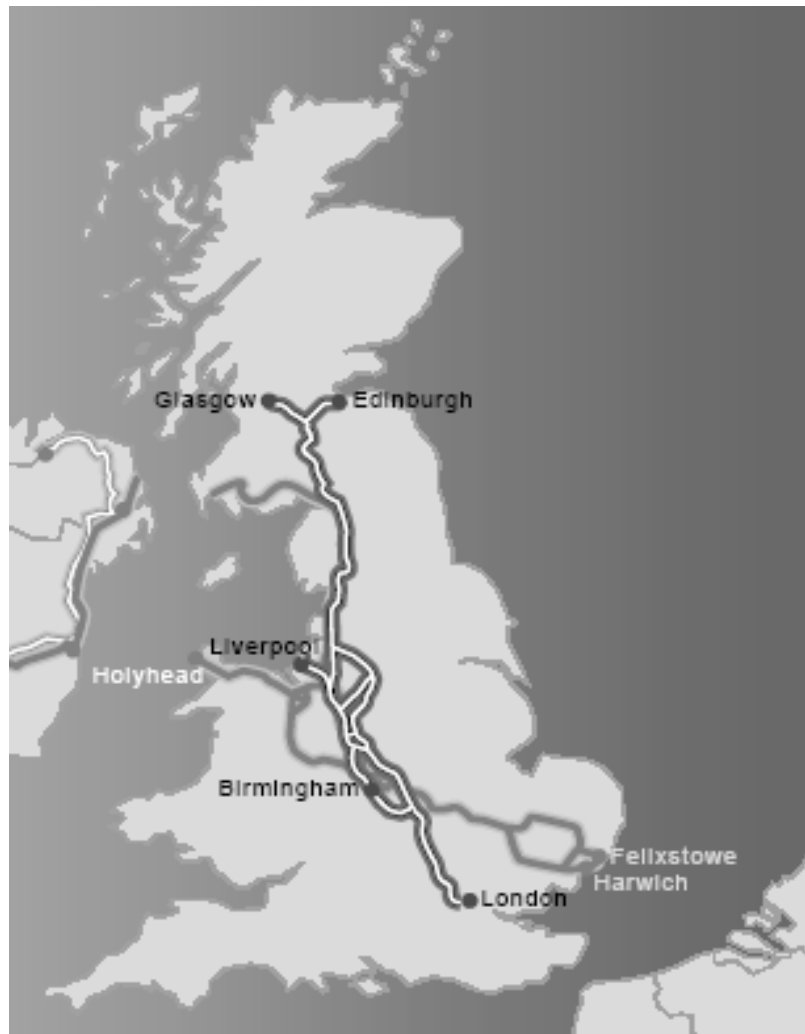 Glasgow
Edinburgh
Liverpool
Holyhead
Birmingham
Felixstowe
Harwich
London